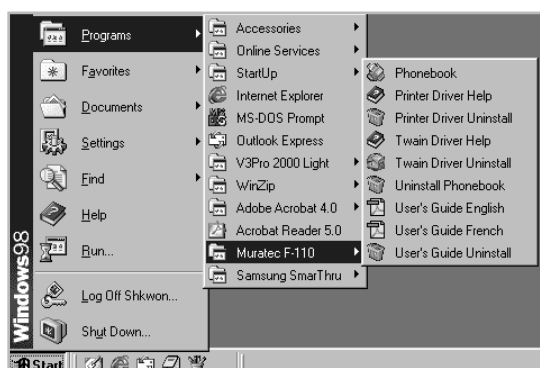 Windows98
Programs
Favorites
Documents
Settings
Find
Help
Run...
Log Off Shkwon...
Shut Down...
Accessories
Online Services
StartUp
Internet Explorer
MS-DOS Prompt
Outlook Express
V3Pro 2000 Light
WinZip
Adobe Acrobat 4.0
Acrobat Reader 5.0
Muratec F-110
Samsung SmarThru
Phonebook
Printer Driver Help
Printer Driver Uninstall
Twain Driver Help
Twain Driver Uninstall
Uninstall Phonebook
User's Guide English
User's Guide French
User's Guide Uninstall
Start